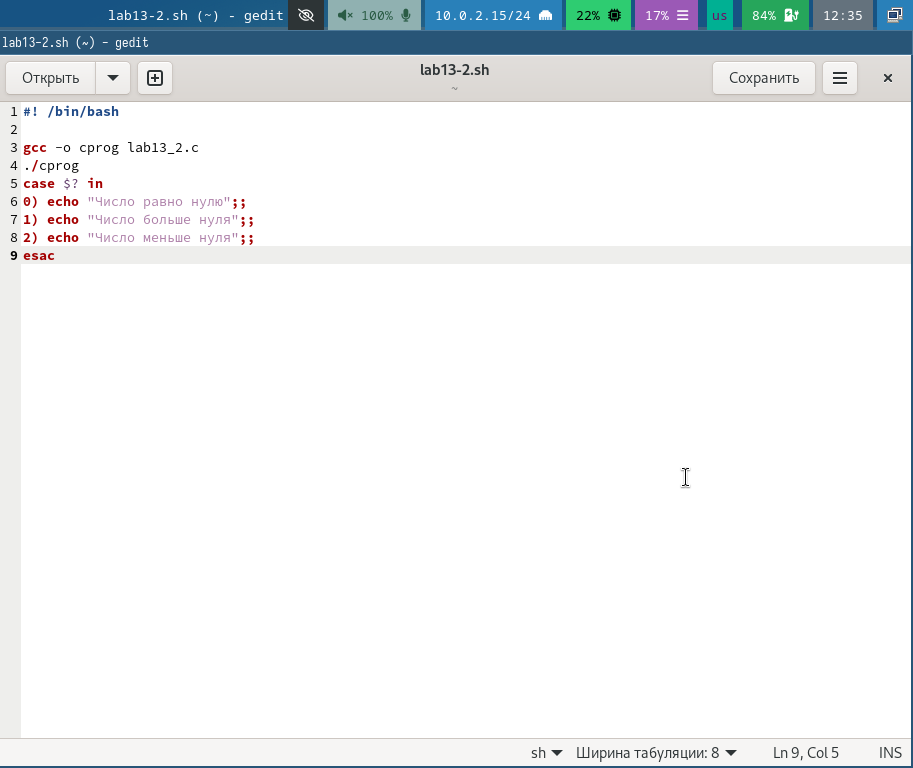 lab13-2.sh (~) - gedit 100% 10.0.2.15/24 22% 17% us 84% 12:35
lab13-2.sh (~) - gedit
Открыть lab13-2.sh Сохранить
~
1 #! /bin/bash
2
3 gcc -o cprog lab13_2.c
4 ./cprog
5 case $? in
6 0) echo "Число равно нулю";;
7 1) echo "Число больше нуля";;
8 2) echo "Число меньше нуля";;
9 esac
sh Ширина табуляции: 8 Ln 9, Col 5 INS